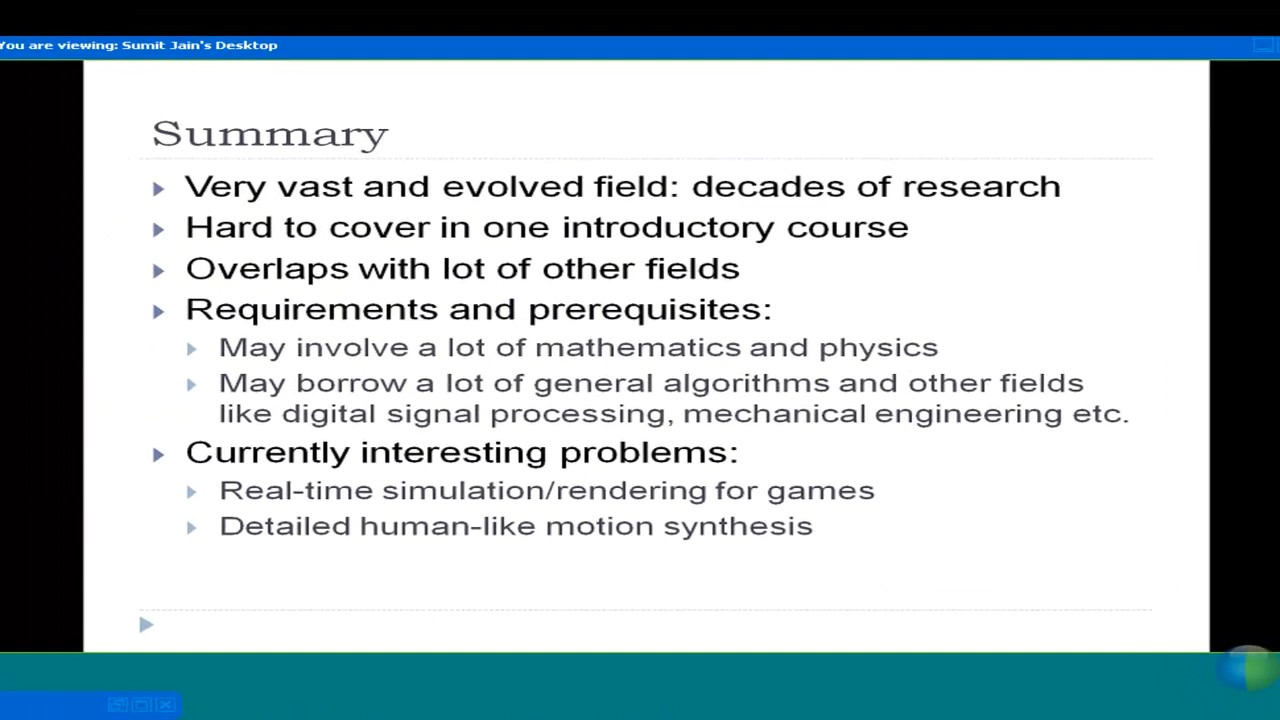 You are viewing: Sumit Jain's Desktop
Summary
Very vast and evolved field: decades of research
Hard to cover in one introductory course
Overlaps with lot of other fields
Requirements and prerequisites:
May involve a lot of mathematics and physics
May borrow a lot of general algorithms and other fields
like digital signal processing, mechanical engineering etc.
Currently interesting problems:
Real-time simulation/rendering for games
Detailed human-like motion synthesis